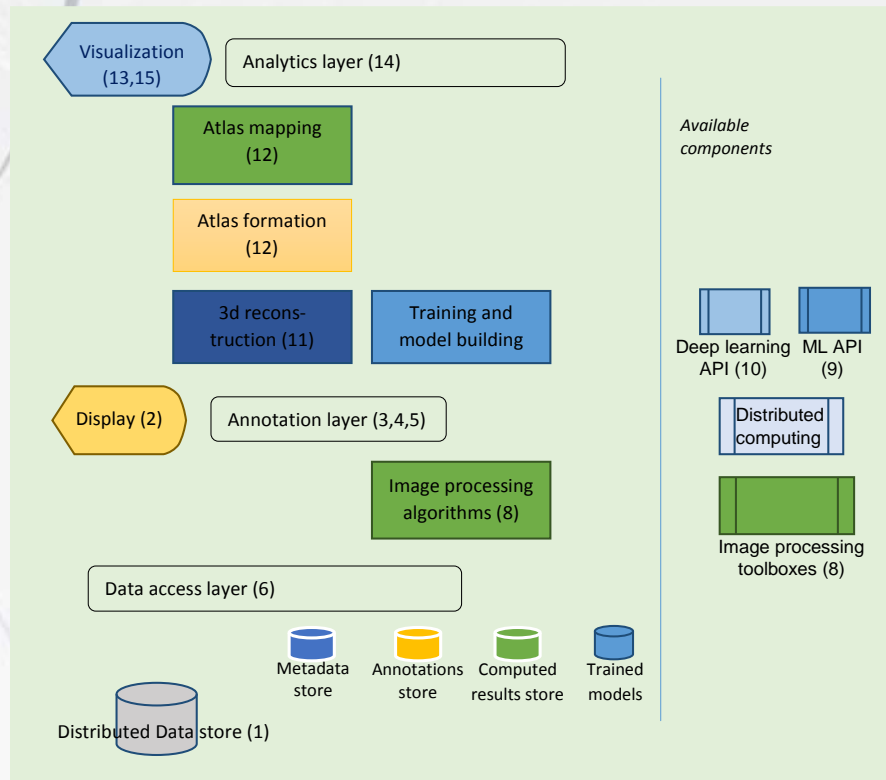 Visualization
(13,15)
Analytics layer (14)
Atlas mapping
(12)
Available
components
Atlas formation
(12)
3d recons-
truction (11)
Training and
model building
Deep learning
API (10)
ML API
(9)
Display (2)
Annotation layer (3,4,5)
Distributed
computing
Image processing
algorithms (8)
Image processing
toolboxes (8)
Data access layer (6)
Metadata
store
Annotations
store
Computed
results store
Trained
models
Distributed Data store (1)